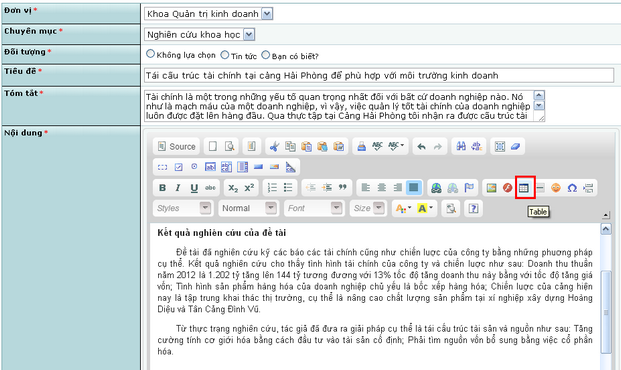 Đơn vị * Khoa Quản trị kinh doanh
Chuyên mục * Nghiên cứu khoa học
Đối tượng * Không lựa chọn Tin tức Bạn có biết?
Tiêu đề * Tái cấu trúc tài chính tại cảng Hải Phòng để phù hợp với môi trường kinh doanh
Tóm tắt * Tài chính là một trong những yếu tố quan trọng nhất đối với bất cứ doanh nghiệp nào. Nó
như là mạch máu của một doanh nghiệp, vì vậy, việc quản lý tốt tài chính của doanh nghiệp
luôn được đặt lên hàng đầu. Qua thực tập tại Cảng Hải Phòng tôi nhận ra được cấu trúc tài
Nội dung *
Source
B I U abc X₂ X²
Styles Normal Font Size A A
Table
Kết quả nghiên cứu của đề tài
Đề tài đã nghiên cứu kỹ các báo các tài chính cũng như chiến lược của công ty bằng những phương pháp
cụ thể. Kết quả nghiên cứu cho thấy tình hình tài chính của công ty và chiến lược như sau: Doanh thu thuần
năm 2012 là 1.202 tỷ tăng lên 144 tỷ tương đương với 13% tốc độ tăng doanh thu này bằng với tốc độ tăng giá
vốn; Tình hình sản phẩm hàng hóa của doanh nghiệp chủ yếu là bốc xếp hàng hóa; Chiến lược của cảng hiện
nay là tập trung khai thác thị trường, cụ thể là nâng cao chất lượng sản phẩm tại xí nghiệp xây dựng Hoàng
Diệu và Tân Cảng Đình Vũ.
Từ thực trạng nghiên cứu, tác giả đã đưa ra giải pháp cụ thể là tái cấu trúc tài sản và nguồn như sau: Tăng
cường tính cơ giới hóa bằng cách đầu tư vào tài sản cố định; Phải tìm nguồn vốn bổ sung bằng việc cổ phần
hóa.